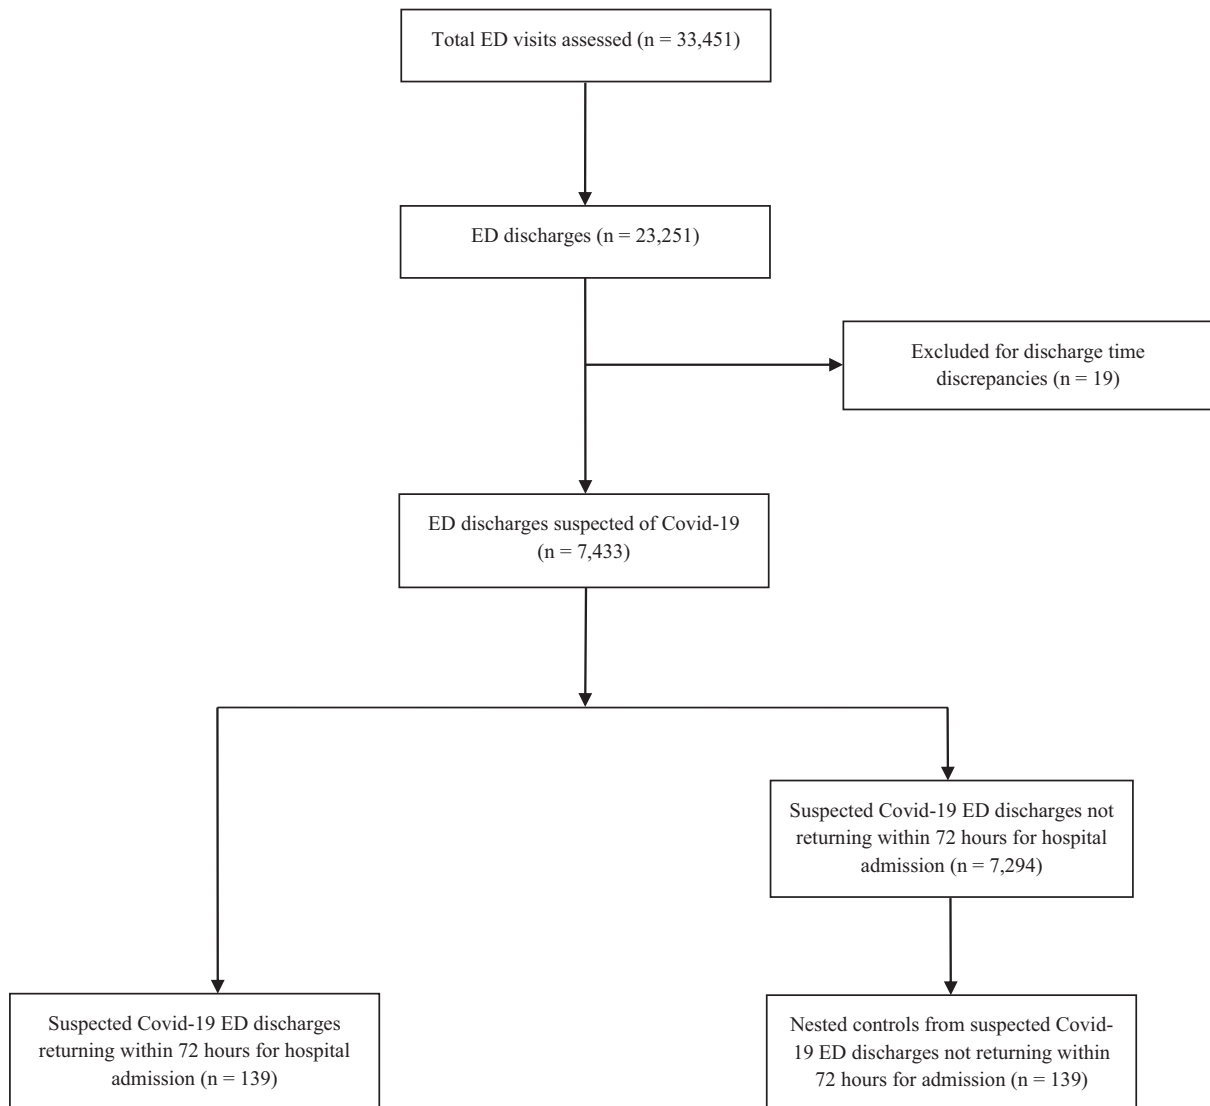 Total ED visits assessed (n = 33,451)
ED discharges (n = 23,251)
Excluded for discharge time
discrepancies (n = 19)
ED discharges suspected of Covid-19
(n = 7,433)
Suspected Covid-19 ED discharges not
returning within 72 hours for hospital
admission (n = 7,294)
Suspected Covid-19 ED discharges
returning within 72 hours for hospital
admission (n = 139)
Nested controls from suspected Covid-
19 ED discharges not returning within
72 hours for admission (n = 139)